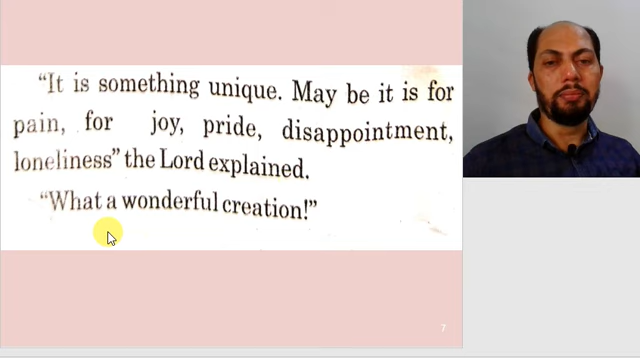 “It is something unique. May be it is for
pain, for joy, pride, disappointment,
loneliness” the Lord explained.
“What a wonderful creation!”
7